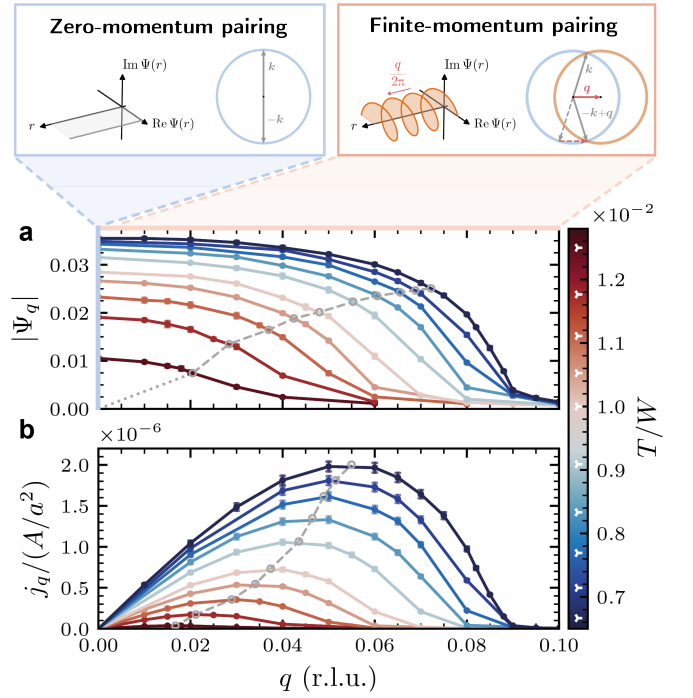 Zero-momentum pairing
Im Ψ(r)
r
Re Ψ(r)
k
−k
Finite-momentum pairing
q
2π
Im Ψ(r)
r
Re Ψ(r)
k
q
−k+q
a
|Ψq|
0.03
0.02
0.01
0.00
b
×10⁻⁶
jq/(A/a²)
2.0
1.5
1.0
0.5
0.0
0.00 0.02 0.04 0.06 0.08 0.10
q (r.l.u.)
×10⁻²
1.2
1.1
1.0
0.9
0.8
0.7
T/W